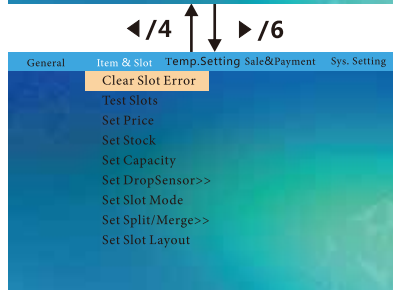 ◀/4 ▶/6
General Item & Slot Temp.Setting Sale&Payment Sys. Setting
Clear Slot Error
Test Slots
Set Price
Set Stock
Set Capacity
Set DropSensor>>
Set Slot Mode
Set Split/Merge>>
Set Slot Layout